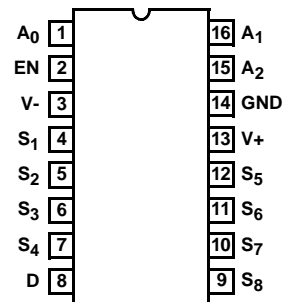 A0 1 16 A1
EN 2 15 A2
V- 3 14 GND
S1 4 13 V+
S2 5 12 S5
S3 6 11 S6
S4 7 10 S7
D 8 9 S8